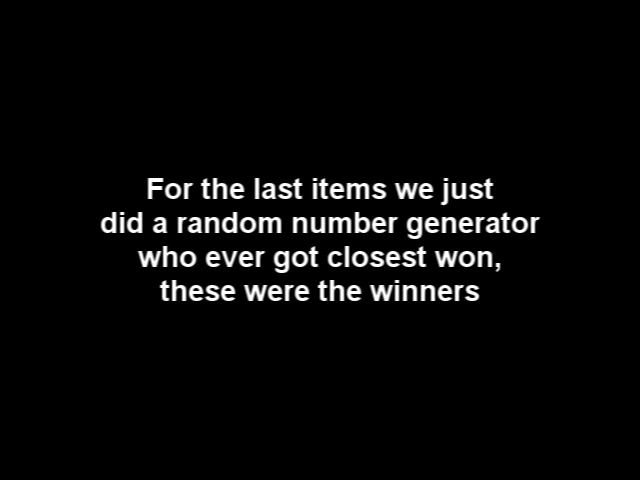 For the last items we just
did a random number generator
who ever got closest won,
these were the winners